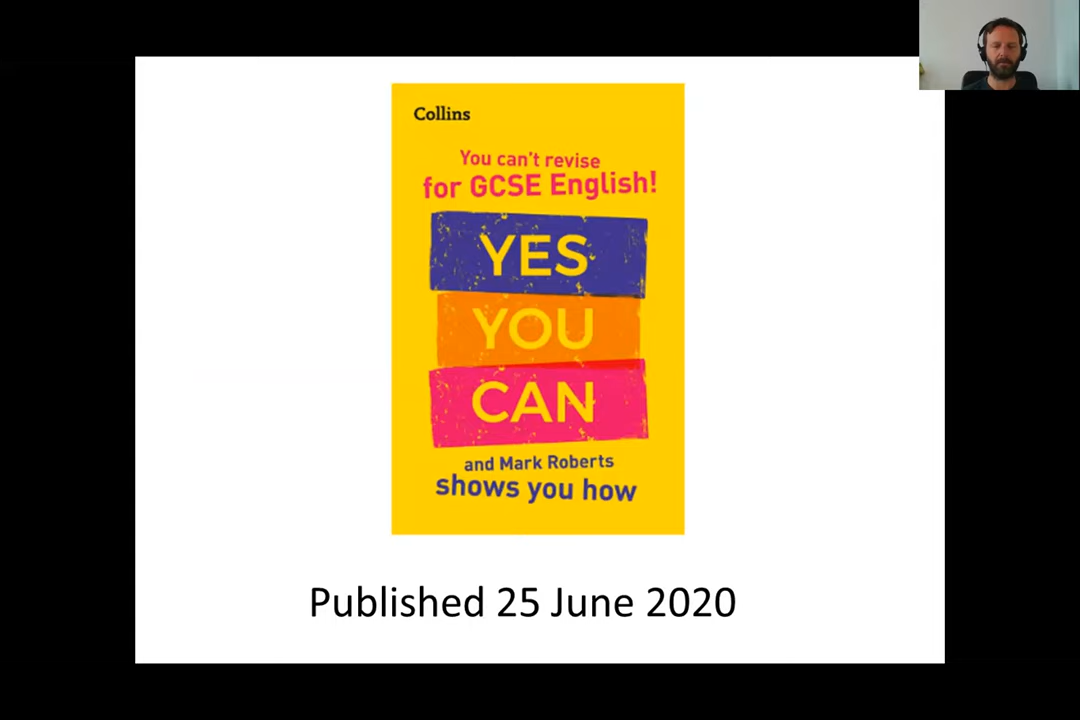 Collins
You can't revise
for GCSE English!
YES
YOU
CAN
and Mark Roberts
shows you how
Published 25 June 2020